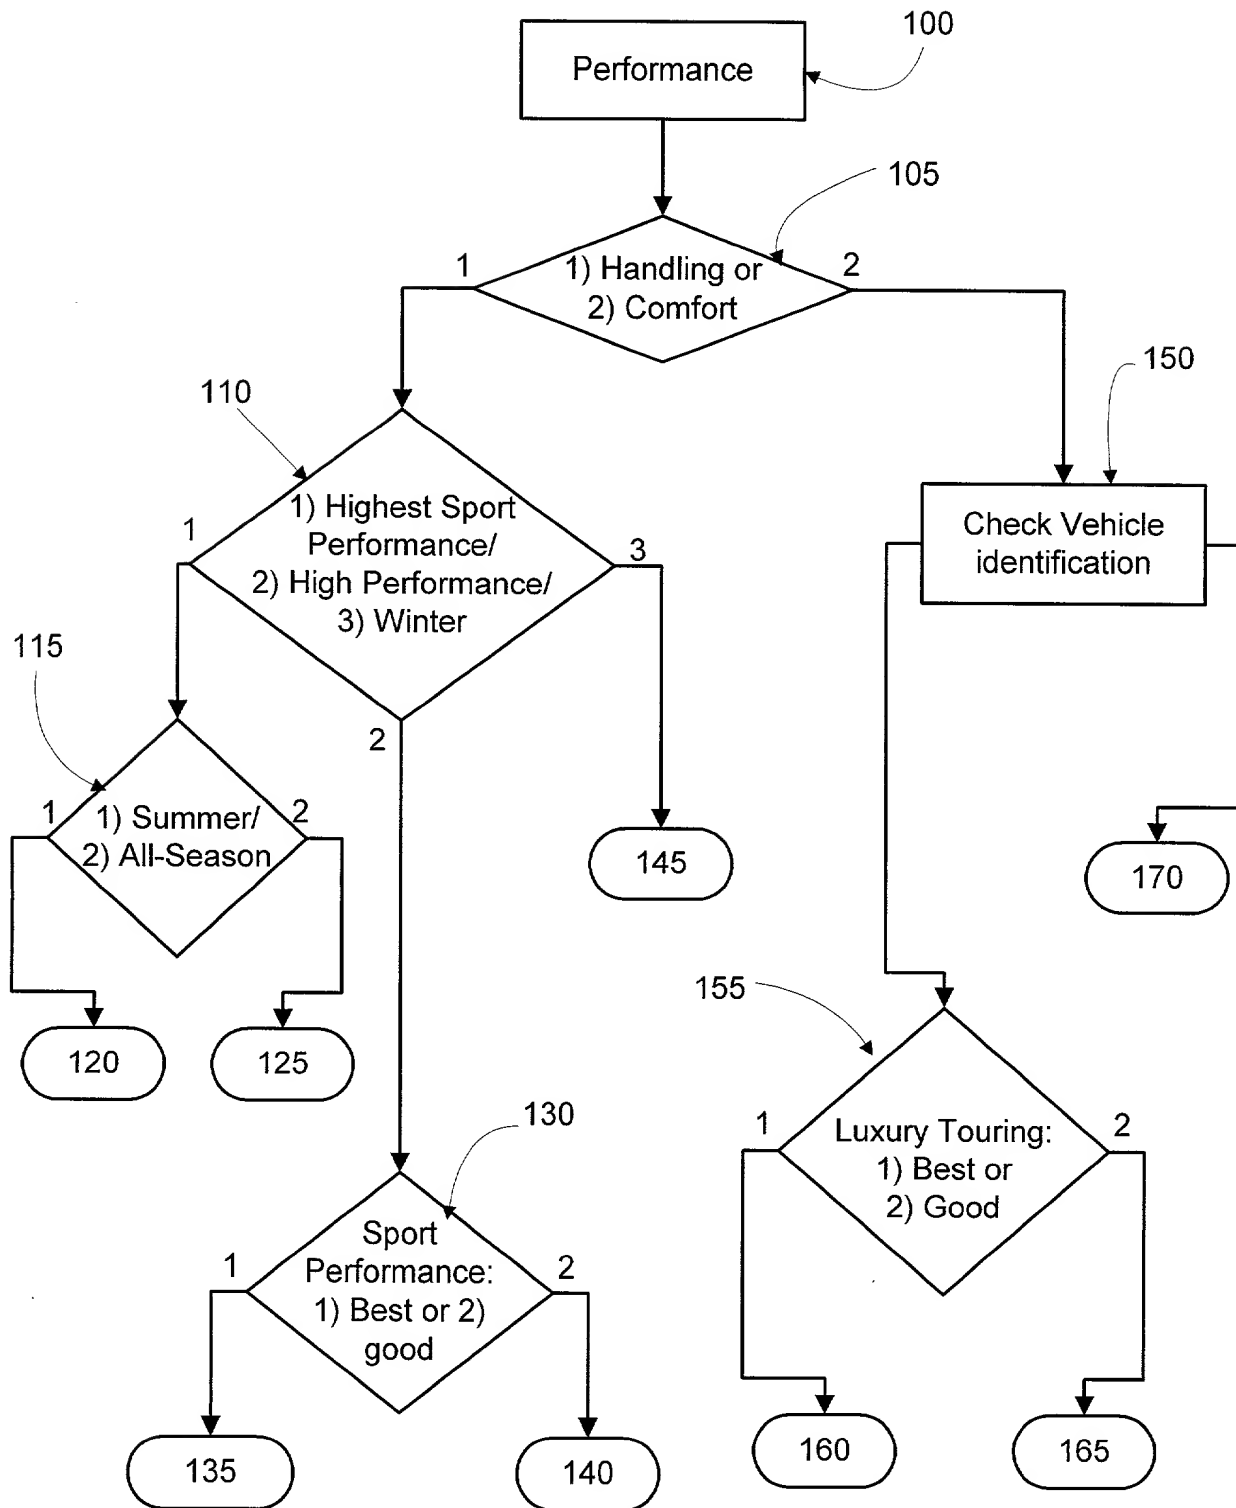 100
Performance
105
1
1) Handling or
2) Comfort
2
150
110
1
1) Highest Sport
Performance/
2) High Performance/
3) Winter
3
2
Check Vehicle
identification
115
1
1) Summer/
2) All-Season
2
145
170
120
125
155
1
Luxury Touring:
1) Best or
2) Good
2
130
1
Sport
Performance:
1) Best or 2)
good
2
135
140
160
165